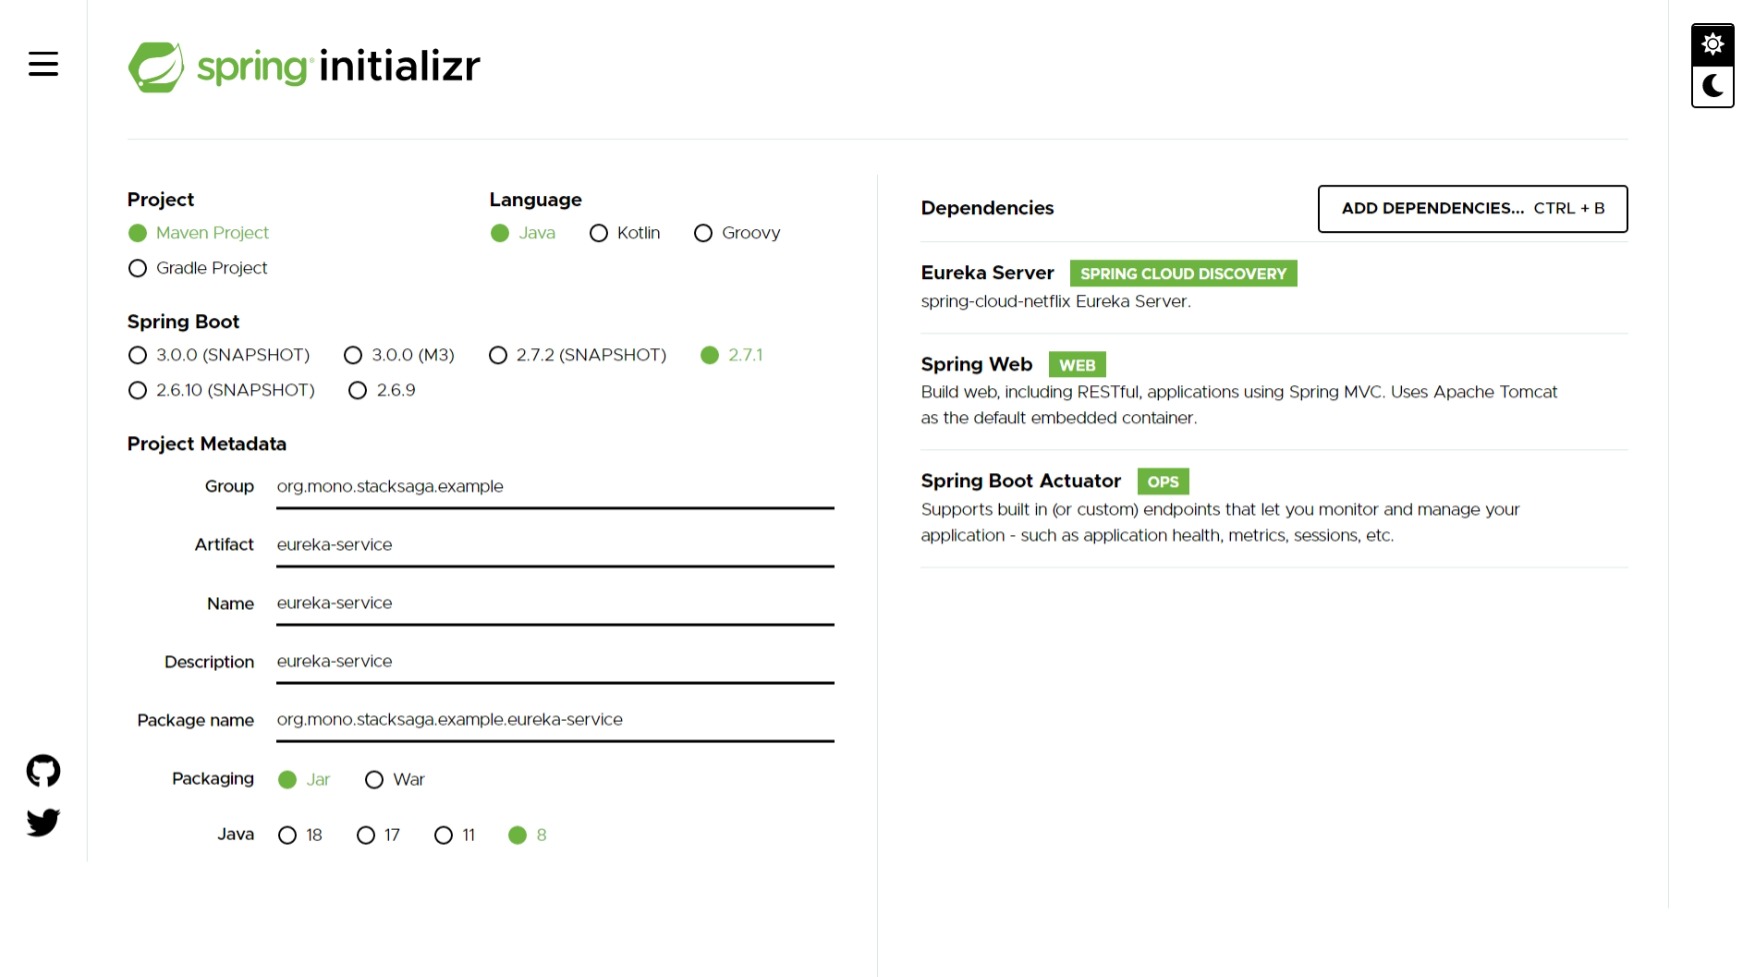 spring initializr
Project
Maven Project
Gradle Project
Language
Java Kotlin Groovy
Spring Boot
3.0.0 (SNAPSHOT) 3.0.0 (M3) 2.7.2 (SNAPSHOT) 2.7.1
2.6.10 (SNAPSHOT) 2.6.9
Project Metadata
Group org.mono.stacksaga.example
Artifact eureka-service
Name eureka-service
Description eureka-service
Package name org.mono.stacksaga.example.eureka-service
Packaging Jar War
Java 18 17 11 8
Dependencies
ADD DEPENDENCIES... CTRL + B
Eureka Server SPRING CLOUD DISCOVERY
spring-cloud-netflix Eureka Server.
Spring Web WEB
Build web, including RESTful, applications using Spring MVC. Uses Apache Tomcat
as the default embedded container.
Spring Boot Actuator OPS
Supports built in (or custom) endpoints that let you monitor and manage your
application - such as application health, metrics, sessions, etc.